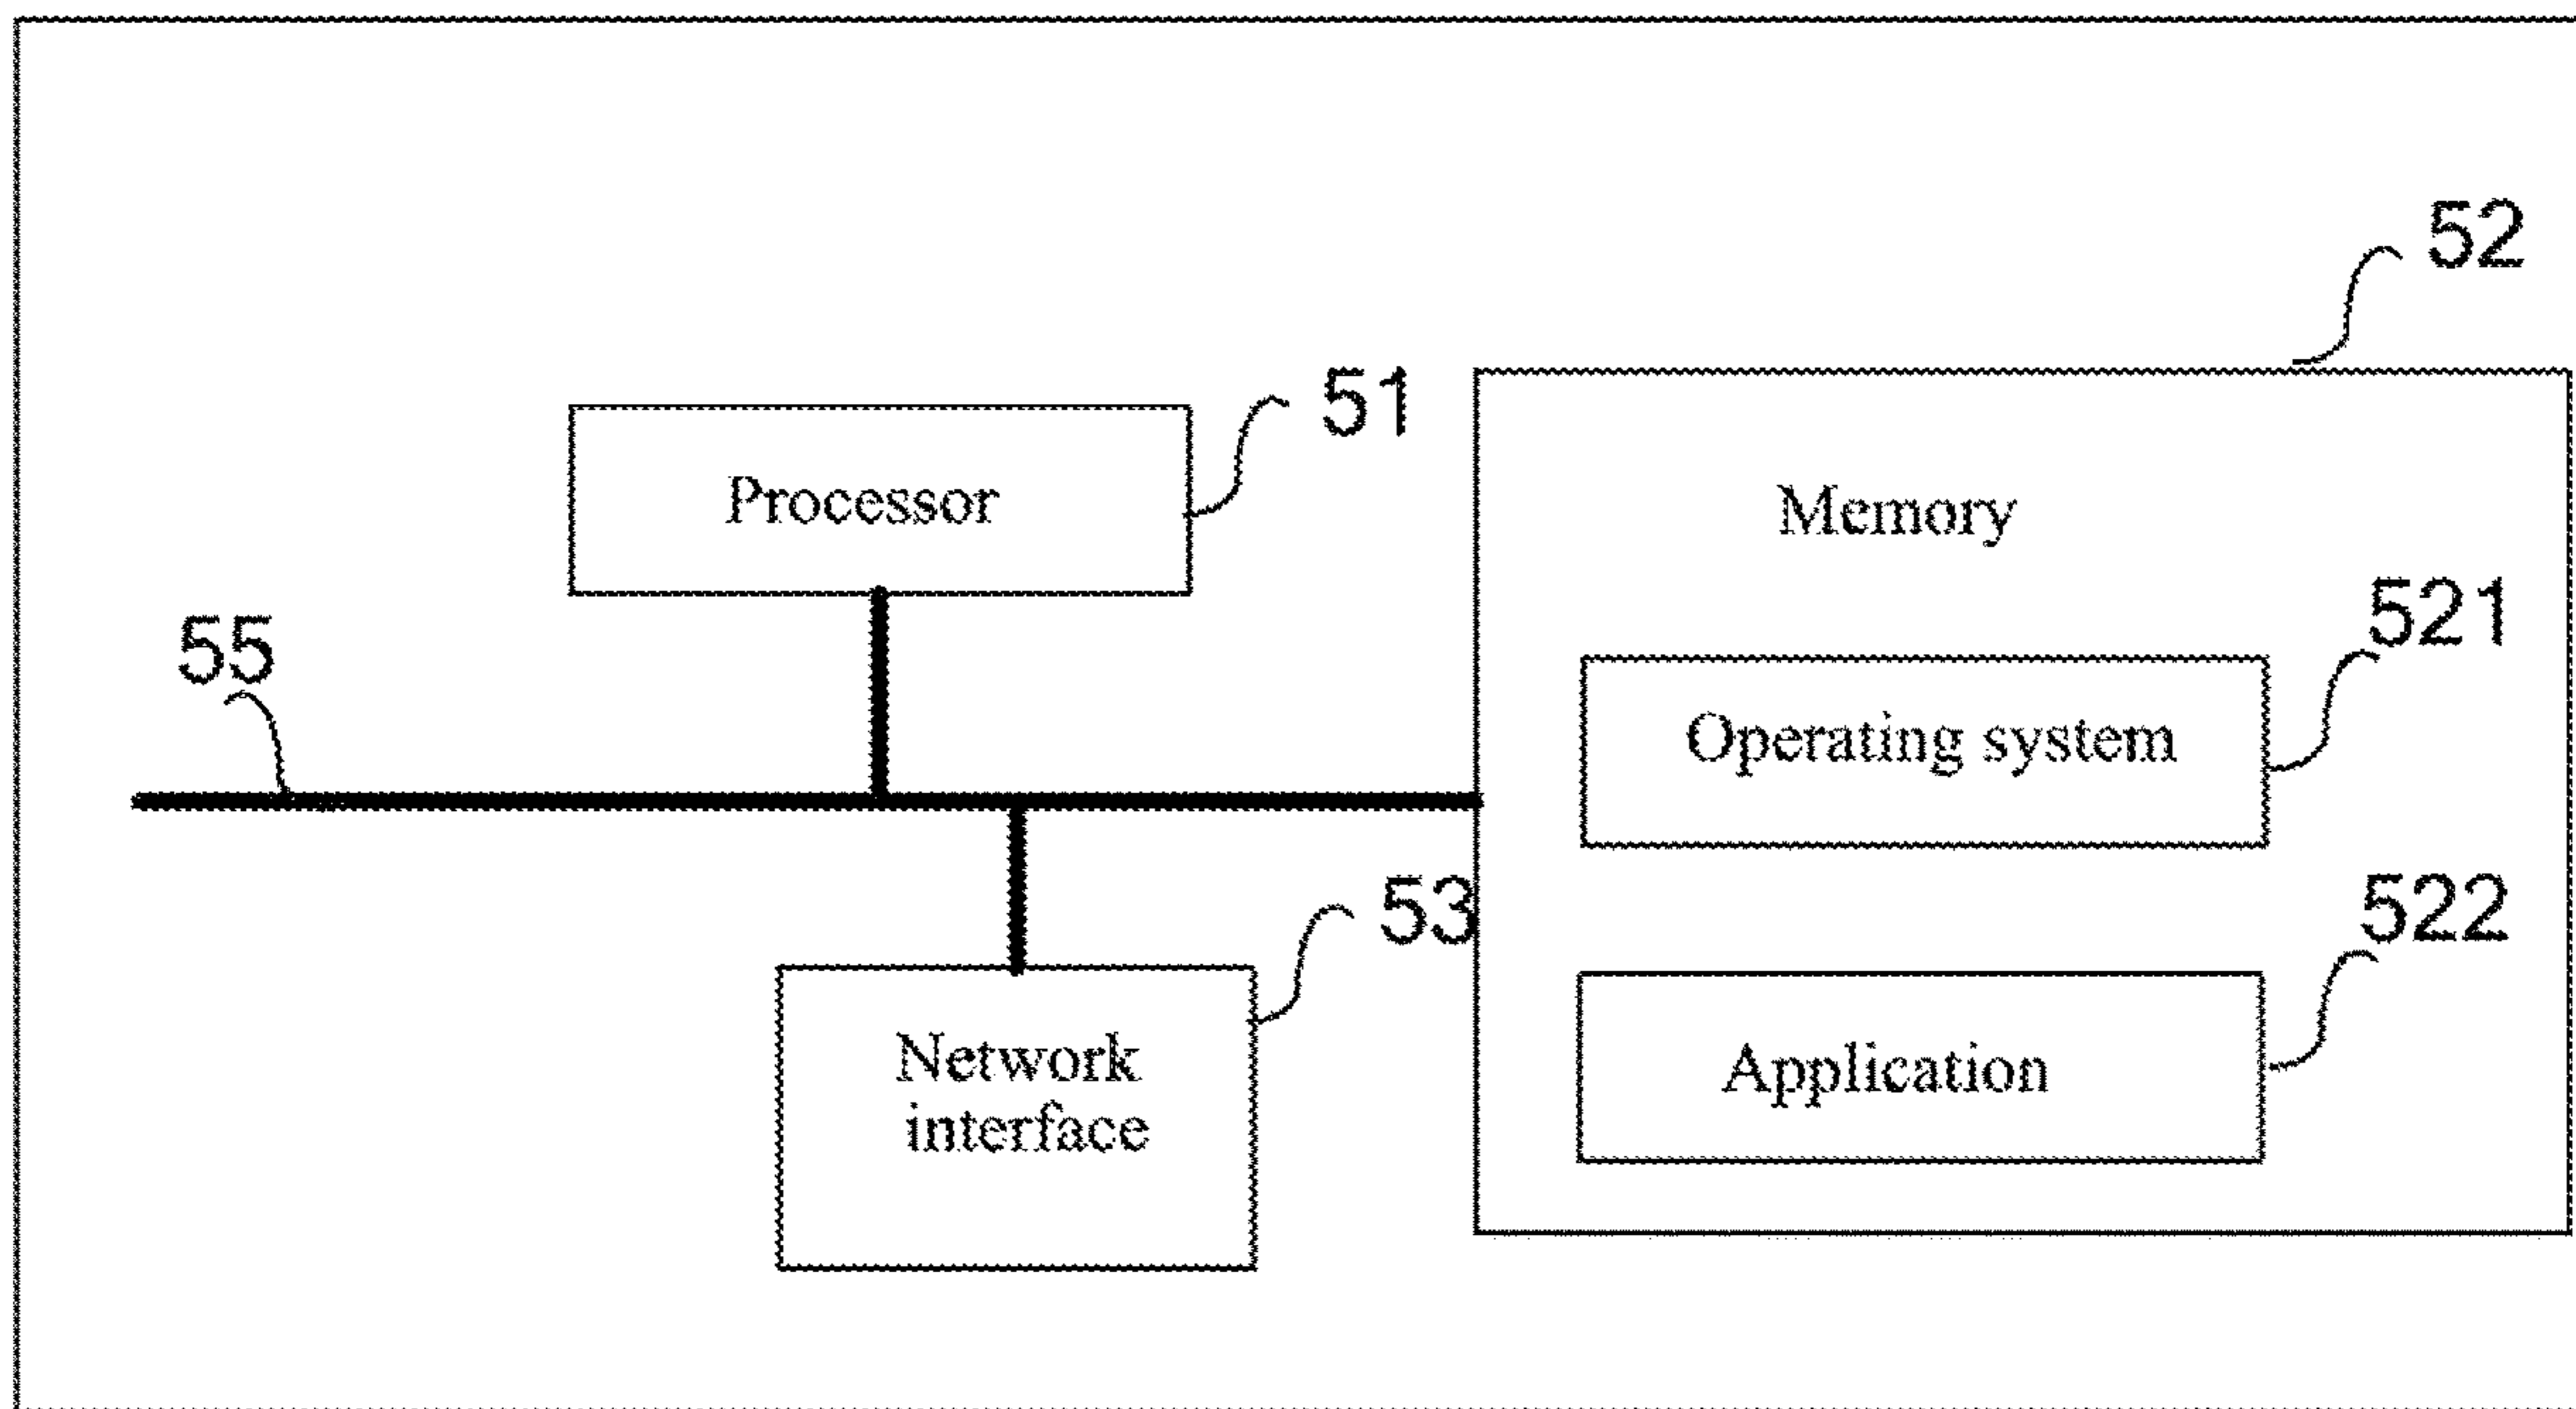 52
51
Processor
Memory
521
55
Operating system
53
522
Network
interface
Application